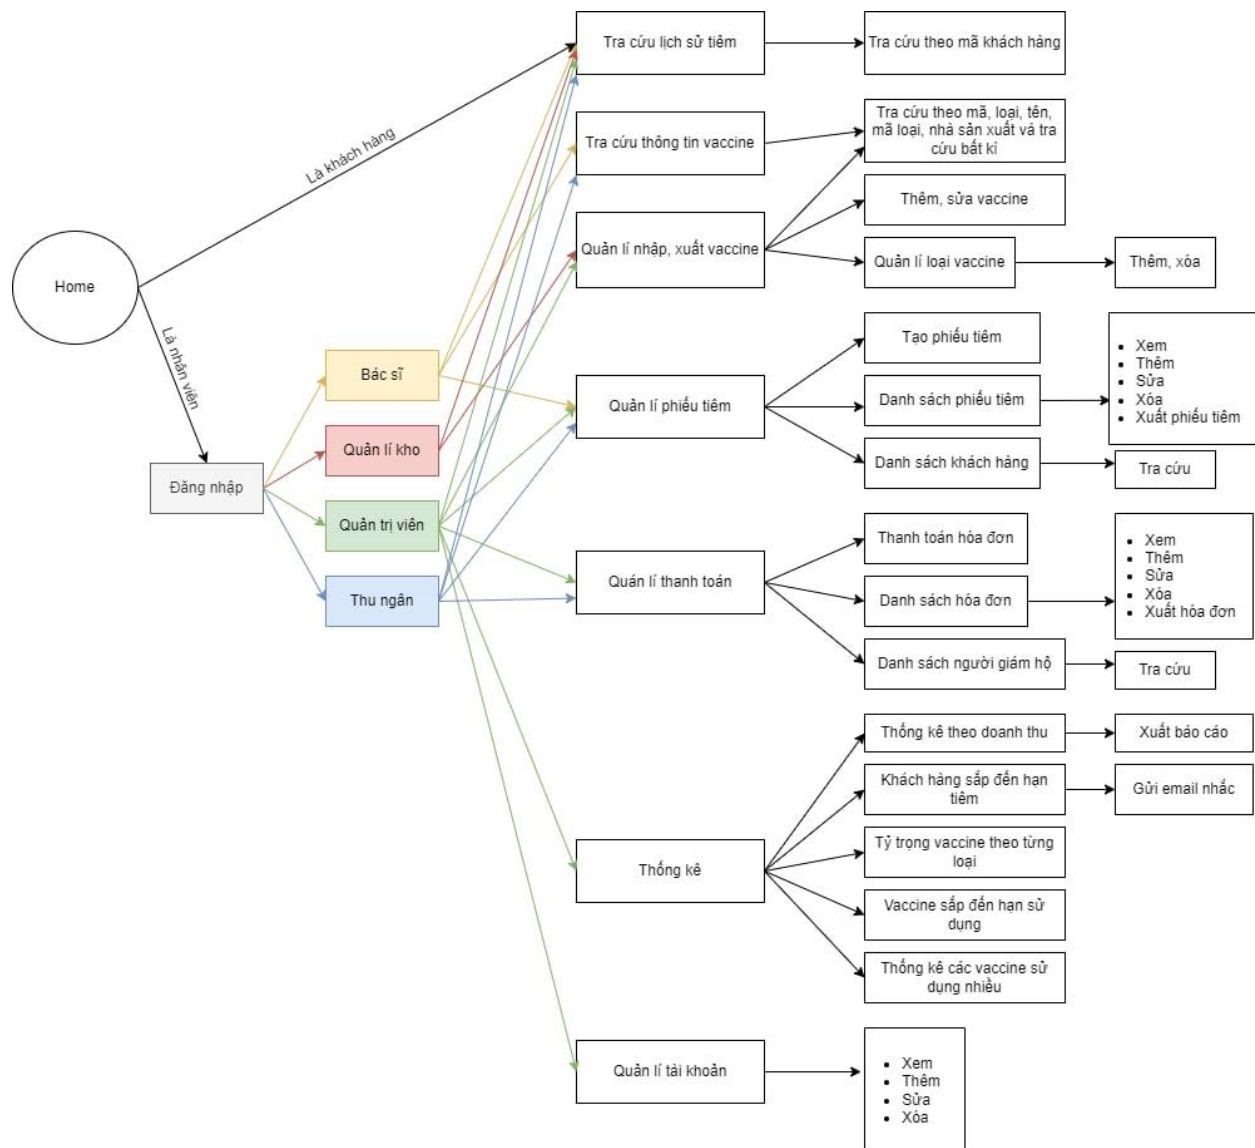 Tra cứu lịch sử tiêm
Tra cứu theo mã khách hàng
Là khách hàng
Tra cứu thông tin vaccine
Tra cứu theo mã, loại, tên,
mã loại, nhà sản xuất và tra
cứu bất kì
Thêm, sửa vaccine
Quản lí nhập, xuất vaccine
Quản lí loại vaccine
Thêm, xóa
Home
Là nhân viên
Đăng nhập
Bác sĩ
Quản lí kho
Quản trị viên
Thu ngân
Quản lí phiếu tiêm
Tạo phiếu tiêm
Danh sách phiếu tiêm
• Xem
• Thêm
• Sửa
• Xóa
• Xuất phiếu tiêm
Danh sách khách hàng
Tra cứu
Quán lí thanh toán
Thanh toán hóa đơn
Danh sách hóa đơn
• Xem
• Thêm
• Sửa
• Xóa
• Xuất hóa đơn
Danh sách người giám hộ
Tra cứu
Thống kê
Thống kê theo doanh thu
Xuất báo cáo
Khách hàng sắp đến hạn
tiêm
Gửi email nhắc
Tỷ trọng vaccine theo từng
loại
Vaccine sắp đến hạn sử
dụng
Thống kê các vaccine sử
dụng nhiều
Quản lí tài khoản
• Xem
• Thêm
• Sửa
• Xóa